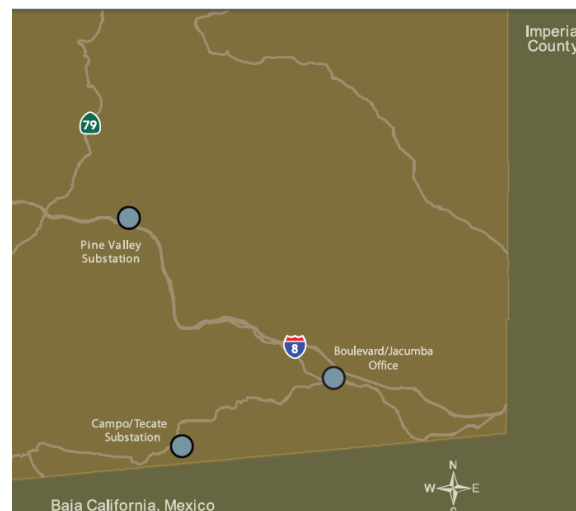 Imperia
County
79
Pine Valley
Substation
8
Boulevard/Jacumba
Office
Campo/Tecate
Substation
N
W E
S
Baja California, Mexico